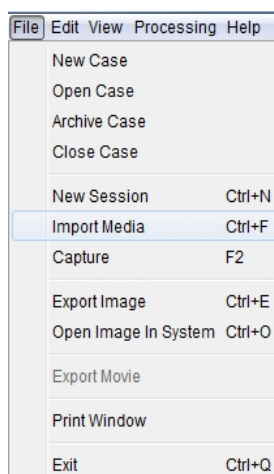 File Edit View Processing Help
New Case
Open Case
Archive Case
Close Case
New Session Ctrl+N
Import Media Ctrl+F
Capture F2
Export Image Ctrl+E
Open Image In System Ctrl+O
Export Movie
Print Window
Exit Ctrl+Q